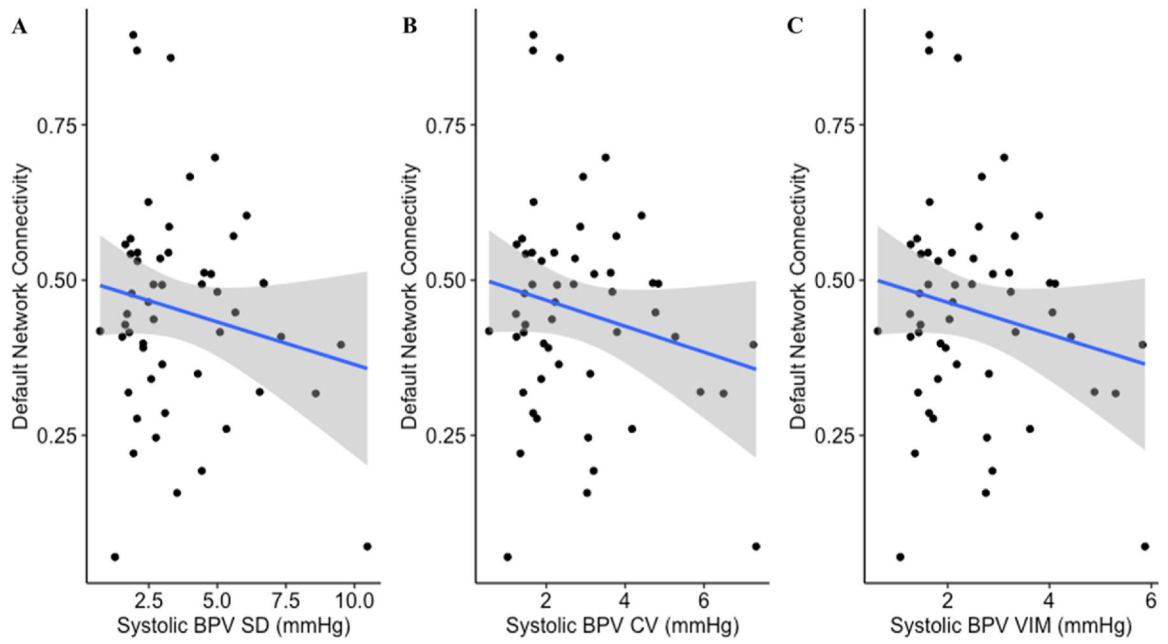 A
B
C
Default Network Connectivity
0.75
0.50
0.25
2.5 5.0 7.5 10.0
Systolic BPV SD (mmHg)
Default Network Connectivity
0.75
0.50
0.25
2 4 6
Systolic BPV CV (mmHg)
Default Network Connectivity
0.75
0.50
0.25
2 4 6
Systolic BPV VIM (mmHg)